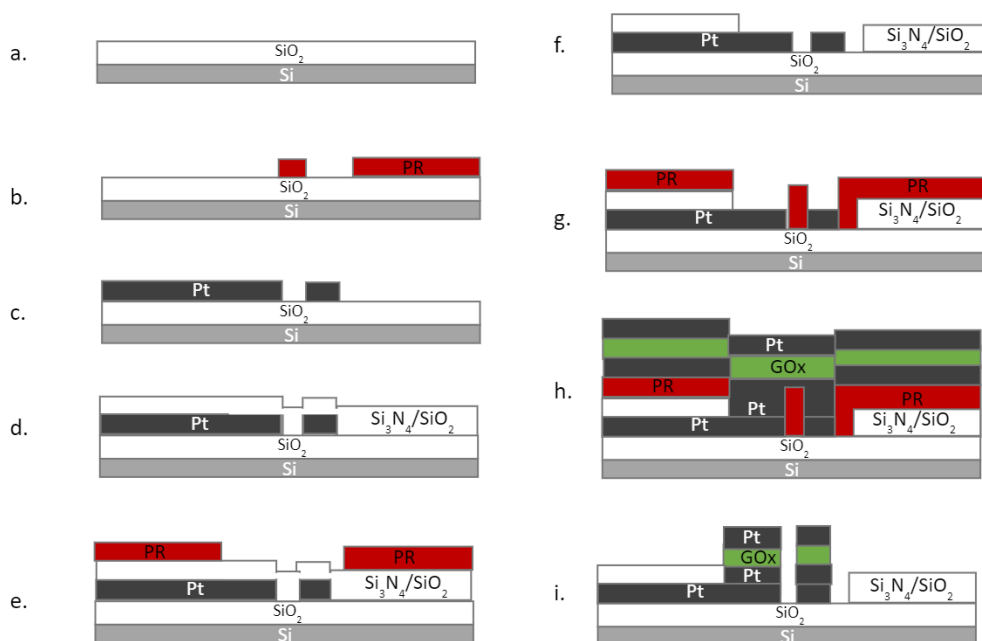 a.
SiO₂
Si
b.
PR
SiO₂
Si
c.
Pt
SiO₂
Si
d.
Pt
Si₃N₄/SiO₂
SiO₂
Si
e.
PR
PR
Pt
Si₃N₄/SiO₂
SiO₂
Si
f.
Pt
Si₃N₄/SiO₂
SiO₂
Si
g.
PR
PR
Pt
Si₃N₄/SiO₂
SiO₂
Si
h.
Pt
GOx
PR
PR
Pt
Pt
Si₃N₄/SiO₂
SiO₂
Si
i.
Pt
GOx
Pt
Pt
Si₃N₄/SiO₂
SiO₂
Si